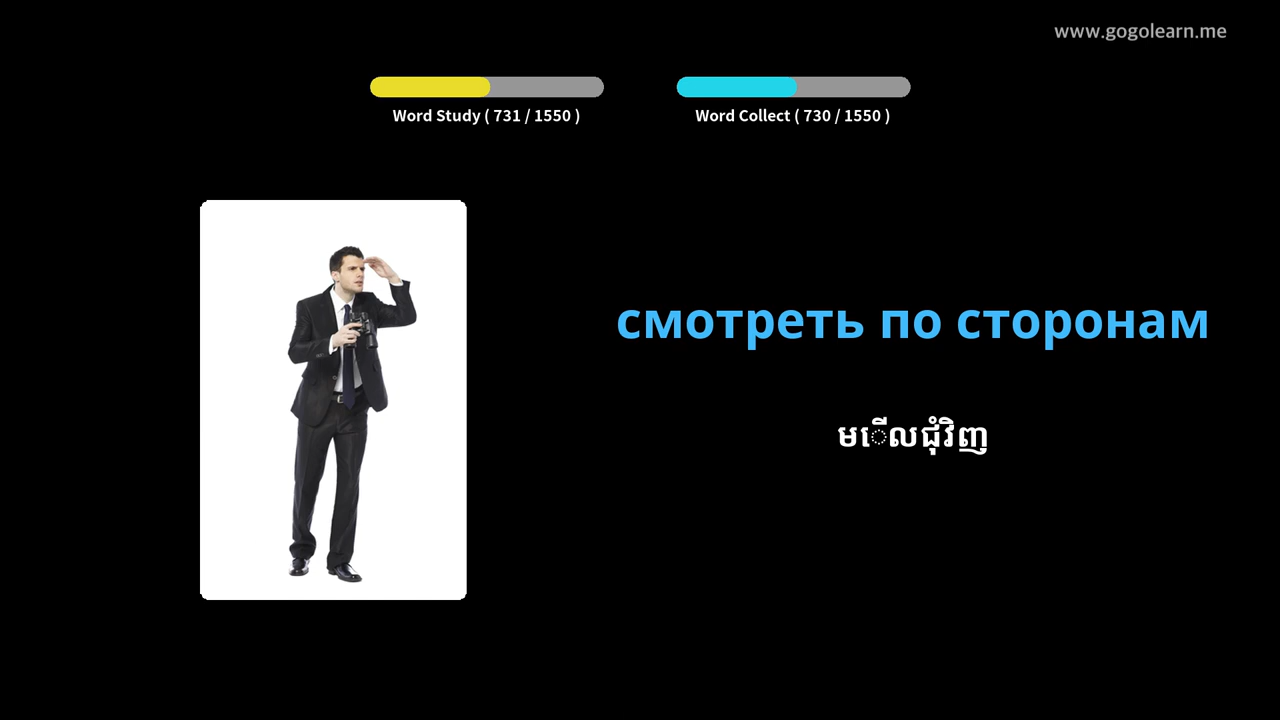 www.gogolearn.me
Word Study ( 731 / 1550 )
Word Collect ( 730 / 1550 )
смотреть по сторонам
មើលជុំវិញ